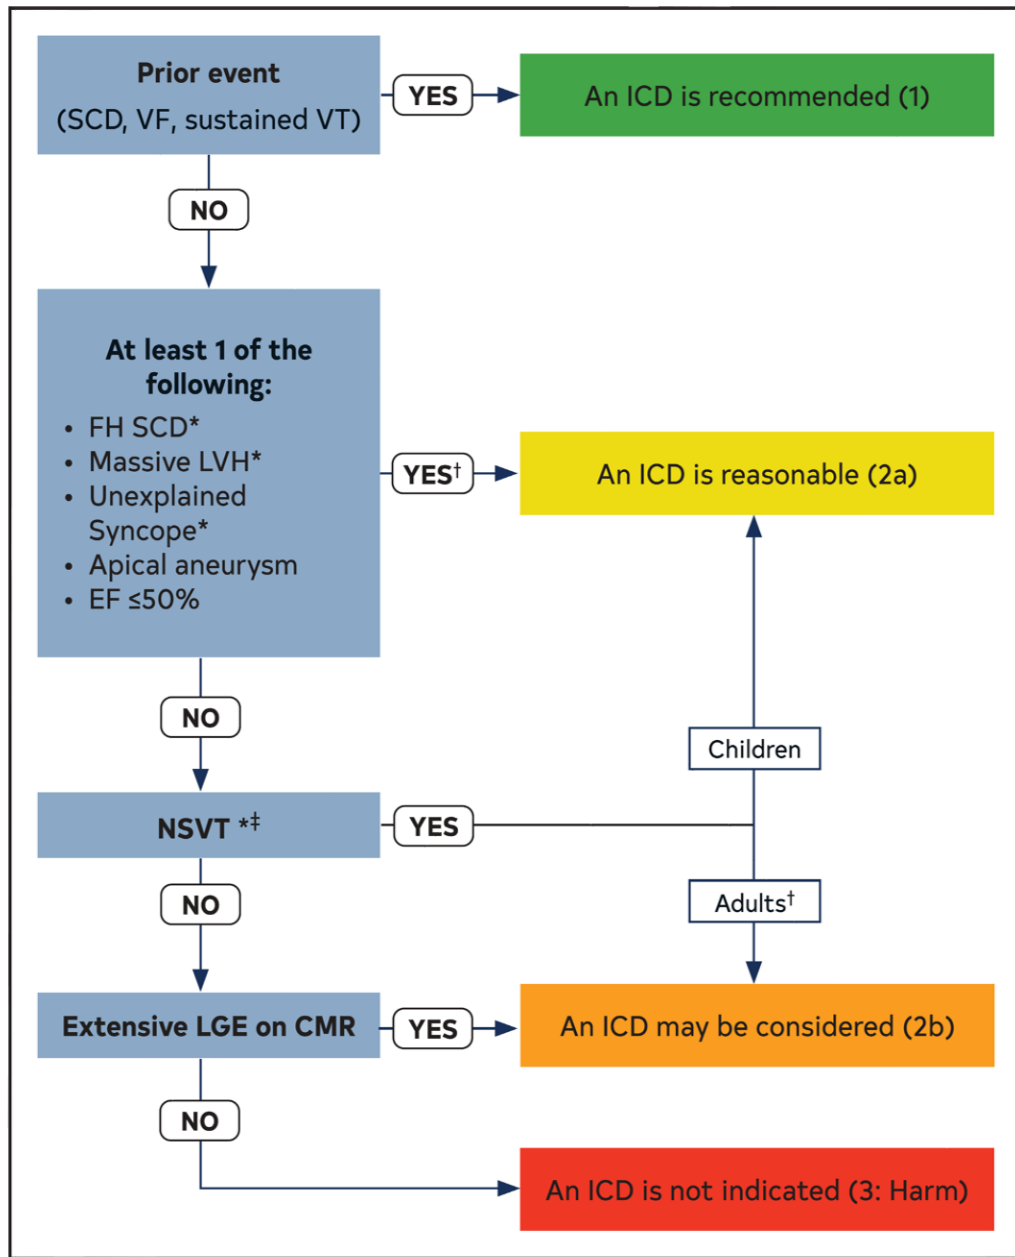 Prior event
(SCD, VF, sustained VT)
YES
An ICD is recommended (1)
NO
At least 1 of the
following:
• FH SCD*
• Massive LVH*
• Unexplained
Syncope*
• Apical aneurysm
• EF ≤50%
YES†
An ICD is reasonable (2a)
NO
Children
NSVT *‡
YES
NO
Adults†
Extensive LGE on CMR
YES
An ICD may be considered (2b)
NO
An ICD is not indicated (3: Harm)